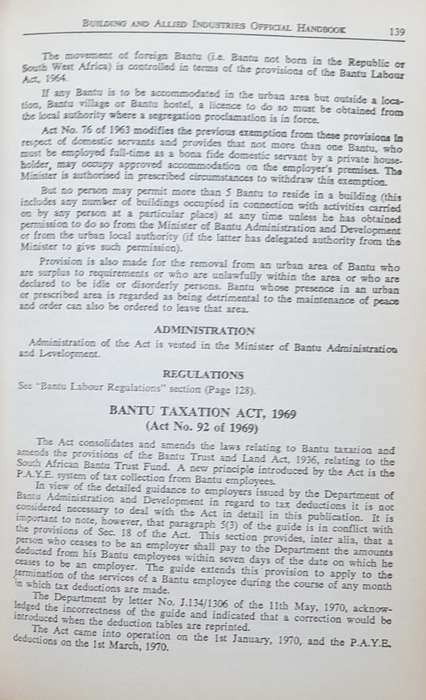 BUILDING AND ALLIED INDUSTRIES OFFICIAL HANDBOOK 139
The movement of foreign Bantu (i.e. Bantu not born in the Republic or
South West Africa) is controlled in terms of the provisions of the Bantu Labour
Act, 1964.
If any Bantu is to be accommodated in the urban area but outside a loca-
tion, Bantu village or Bantu hostel, a licence to do so must be obtained from
the local authority where a segregation proclamation is in force.
Act No. 76 of 1963 modifies the previous exemption from these provisions in
respect of domestic servants and provides that not more than one Bantu, who
must be employed full-time as a bona fide domestic servant by a private house-
holder, may occupy approved accommodation on the employer's premises. The
Minister is authorised in prescribed circumstances to withdraw this exemption.
But no person may permit more than 5 Bantu to reside in a building (this
includes any number of buildings occupied in connection with activities carried
on by any person at a particular place) at any time unless he has obtained
permission to do so from the Minister of Bantu Administration and Development
or from the urban local authority (if the latter has delegated authority from the
Minister to give such permission).
Provision is also made for the removal from an urban area of Bantu who
are surplus to requirements or who are unlawfully within the area or who are
declared to be idle or disorderly persons. Bantu whose presence in an urban
or prescribed area is regarded as being detrimental to the maintenance of peace
and order can also be ordered to leave that area.
ADMINISTRATION
Administration of the Act is vested in the Minister of Bantu Administration
and Development.
REGULATIONS
See "Bantu Labour Regulations" section (Page 128).
BANTU TAXATION ACT, 1969
(Act No. 92 of 1969)
The Act consolidates and amends the laws relating to Bantu taxation and
amends the provisions of the Bantu Trust and Land Act, 1936, relating to the
South African Bantu Trust Fund. A new principle introduced by the Act is the
P.A.Y.E. system of tax collection from Bantu employees.
In view of the detailed guidance to employers issued by the Department of
Bantu Administration and Development in regard to tax deductions it is not
considered necessary to deal with the Act in detail in this publication. It is
important to note, however, that paragraph 5(3) of the guide is in conflict with
the provisions of Sec. 18 of the Act. This section provides, inter alia, that a
person who ceases to be an employer shall pay to the Department the amounts
deducted from his Bantu employees within seven days of the date on which he
ceases to be an employer. The guide extends this provision to apply to the
termination of the services of a Bantu employee during the course of any month
in which tax deductions are made.
The Department by letter No. J.134/1306 of the 11th May, 1970, acknow-
ledged the incorrectness of the guide and indicated that a correction would be
introduced when the deduction tables are reprinted.
The Act came into operation on the 1st January, 1970, and the P.A.Y.E.
deductions on the 1st March, 1970.